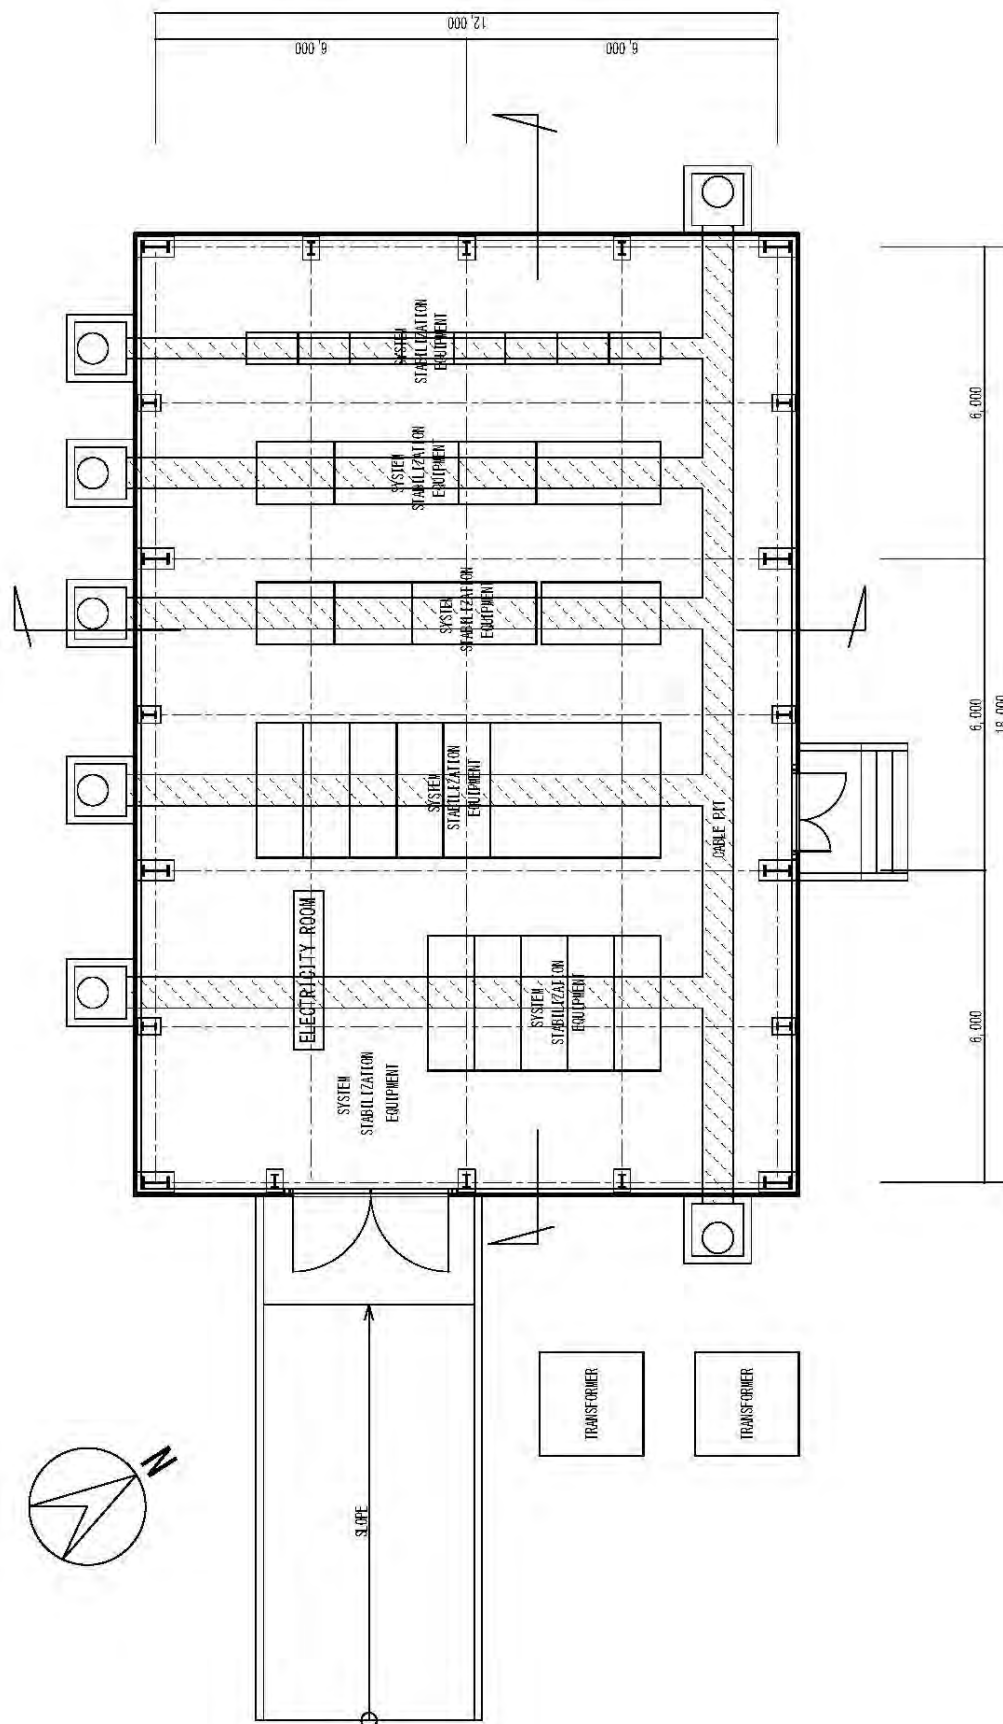 12,000
6,000
6,000
SYSTEM
STABILIZATION
EQUIPMENT
6,000
SYSTEM
STABILIZATION
EQUIPMENT
SYSTEM
STABILIZATION
EQUIPMENT
6,000
18,000
SYSTEM
STABILIZATION
EQUIPMENT
CABLE PIT
ELECTRICITY ROOM
SYSTEM
STABILIZATION
EQUIPMENT
6,000
SYSTEM
STABILIZATION
EQUIPMENT
TRANSFORMER
TRANSFORMER
N
SLOPE